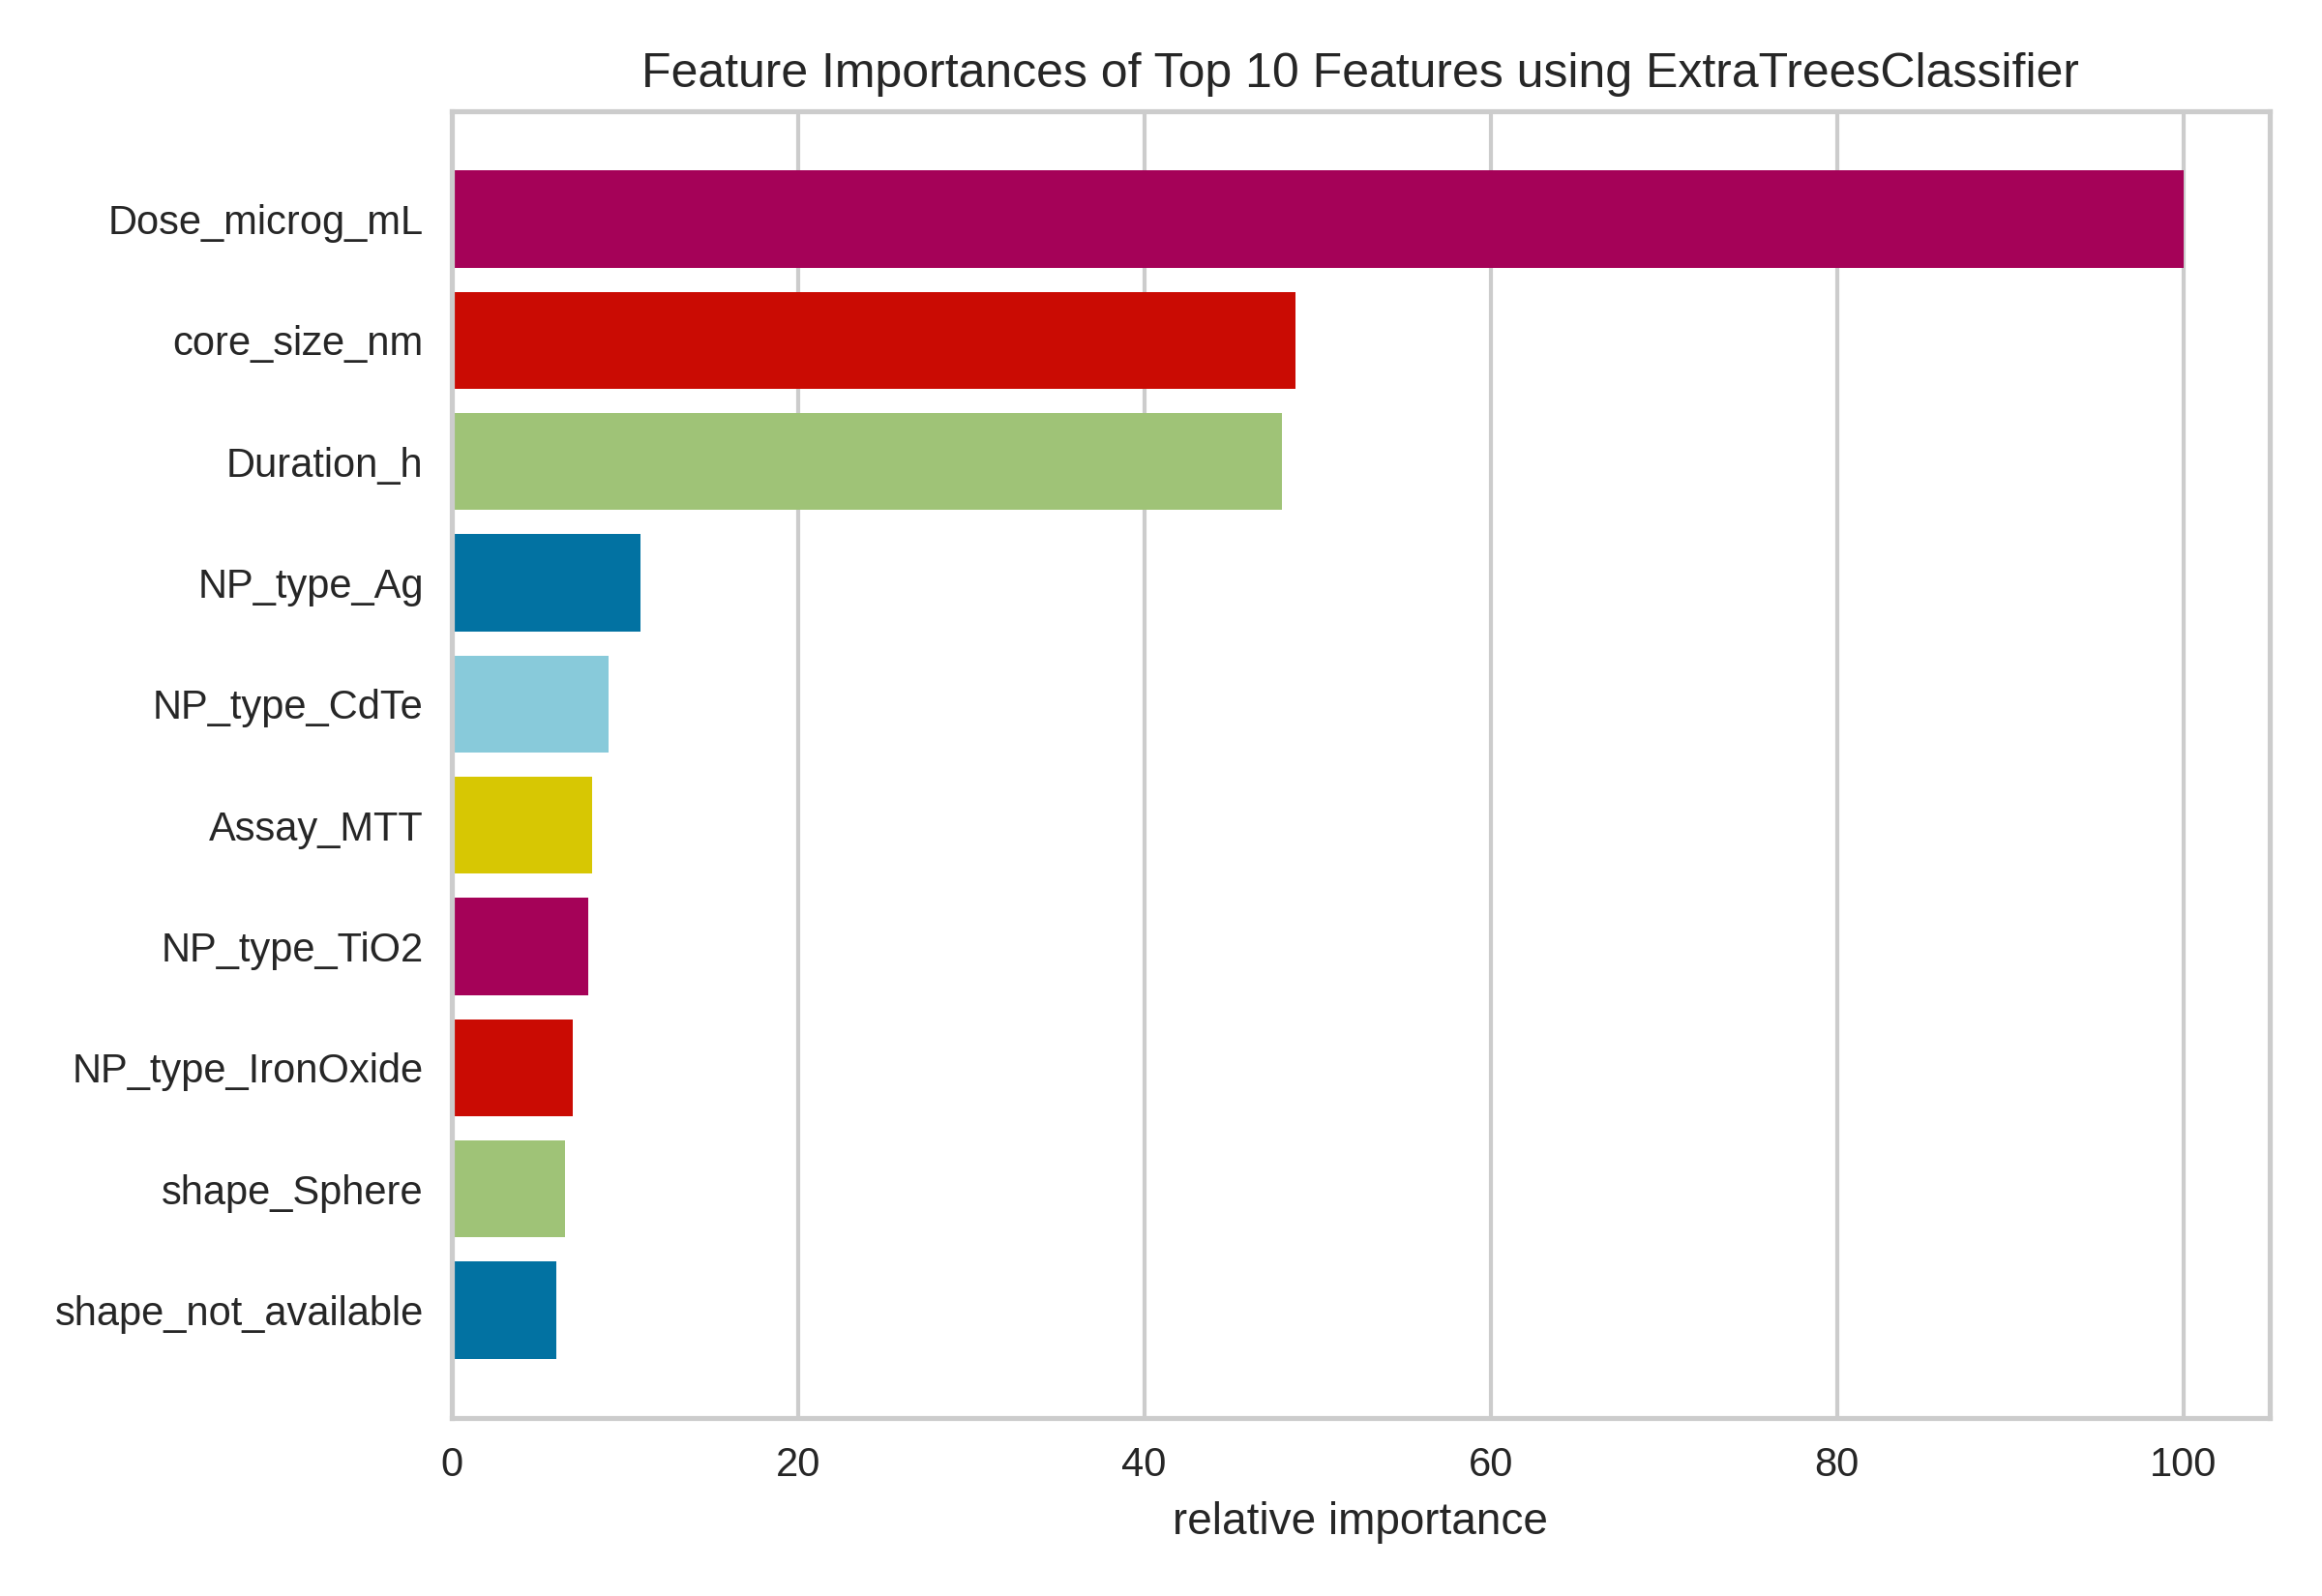 Feature Importances of Top 10 Features using ExtraTreesClassifier
Dose_microg_mL
core_size_nm
Duration_h
NP_type_Ag
NP_type_CdTe
Assay_MTT
NP_type_TiO2
NP_type_IronOxide
shape_Sphere
shape_not_available
0 20 40 60 80 100
relative importance